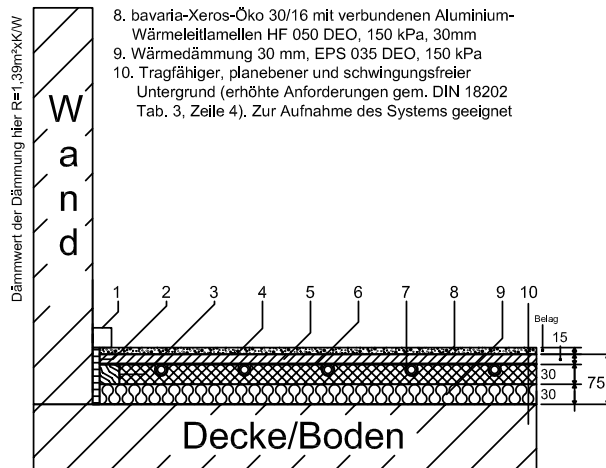 8. bavaria-Xeros-Öko 30/16 mit verbundenen Aluminium-
Wärmeleitlamellen HF 050 DEO, 150 kPa, 30mm
9. Wärmedämmung 30 mm, EPS 035 DEO, 150 kPa
10. Tragfähiger, planebener und schwingungsfreier
Untergrund (erhöhte Anforderungen gem. DIN 18202
Tab. 3, Zeile 4). Zur Aufnahme des Systems geeignet
Dämmwert der Dämmung hier R=1,39m²xK/W
Wand
1 2 3 4 5 6 7 8 9 10
Belag
15
30
30
75
Decke/Boden